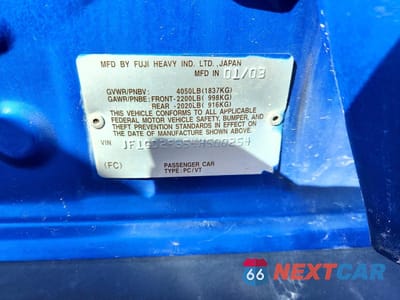 MFD BY FUJI HEAVY IND. LTD.,JAPAN
MFD IN 01/03
GVWR/PNBV: 4050LB(1837KG)
GAWR/PNBE: FRONT-2200LB( 998KG)
REAR -2020LB( 916KG)
THIS VEHICLE CONFORMS TO ALL APPLICABLE
FEDERAL MOTOR VEHICLE SAFETY, BUMPER, AND
THEFT PREVENTION STANDARDS IN EFFECT ON
THE DATE OF MANUFACTURE SHOWN ABOVE.
VIN
(FC) PASSENGER CAR
TYPE:PC/VT
66 NEXTCAR